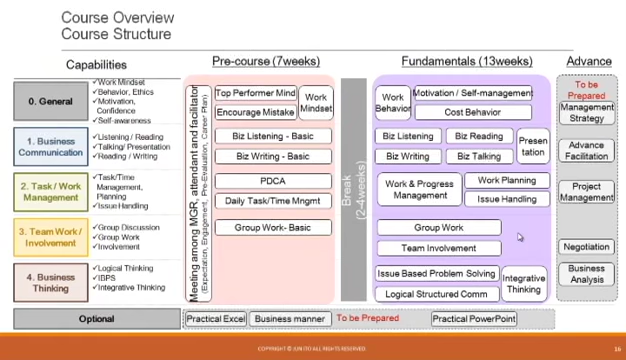 Course Overview
Course Structure
Capabilities
Pre-course (7weeks)
Fundamentals (13weeks)
Advance
0. General
✓Work Mindset
✓Behavior, Ethics
✓Motivation,
Confidence
✓Self-awareness
1. Business
Communication
✓Listening / Reading
✓Talking/ Presentation
✓Reading / Writing
2. Task / Work
Management
✓Task/Time
Management,
Planning
✓Issue Handling
3. Team Work /
Involvement
✓Group Discussion
✓Group Work
✓Involvement
4. Business
Thinking
✓Logical Thinking
✓IBPS
✓Integrative Thinking
Meeting among MGR, attendant and facilitator
(Expectation, Engagement, Pre-Evaluation, Career Plan)
Top Performer Mind
Encourage Mistake
Work
Mindset
Biz Listening - Basic
Biz Writing - Basic
PDCA
Daily Task/Time Mngmt
Group Work- Basic
Break
(2-4weeks)
Work
Behavior
Motivation / Self-management
Cost Behavior
Biz Listening
Biz Reading
Biz Writing
Biz Talking
Presen
tation
Work & Progress
Management
Work Planning
Issue Handling
Group Work
Team Involvement
Issue Based Problem Solving
Logical Structured Comm
Integrative
Thinking
To be
Prepared
Management
Strategy
Advance
Facilitation
Project
Management
Negotiation
Business
Analysis
Optional
Practical Excel
Business manner
To be Prepared
Practical PowerPoint
COPYRIGHT © JUN ITO ALL RIGHTS RESERVED.
16